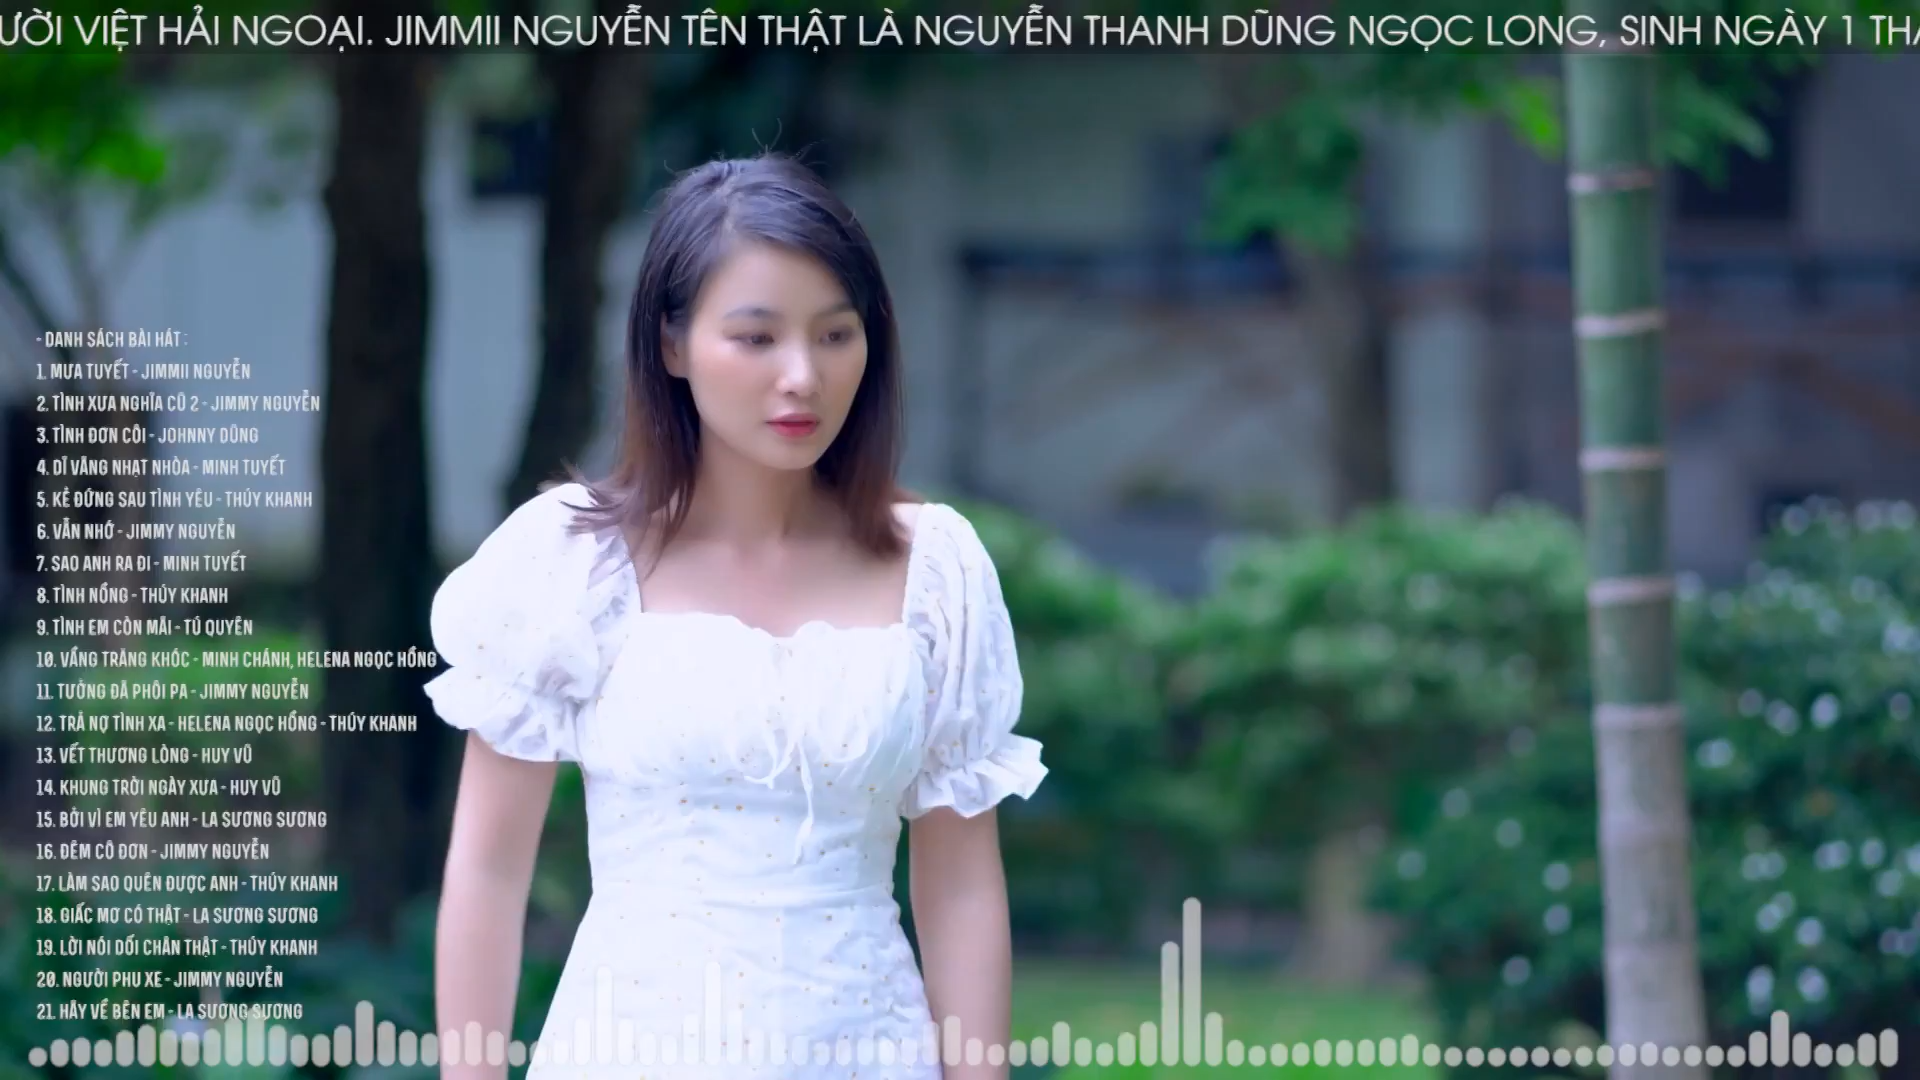 ƯỜI VIỆT HẢI NGOẠI. JIMMII NGUYỄN TÊN THẬT LÀ NGUYỄN THANH DŨNG NGỌC LONG, SINH NGÀY 1 THÁ
- DANH SÁCH BÀI HÁT :
1. MƯA TUYẾT - JIMMII NGUYỄN
2. TÌNH XƯA NGHĨA CŨ 2 - JIMMY NGUYỄN
3. TÌNH ĐƠN CÔI - JOHNNY DŨNG
4. DĨ VÃNG NHẠT NHÒA - MINH TUYẾT
5. KẺ ĐỨNG SAU TÌNH YÊU - THÚY KHANH
6. VẪN NHỚ - JIMMY NGUYỄN
7. SAO ANH RA ĐI - MINH TUYẾT
8. TÌNH NỒNG - THÚY KHANH
9. TÌNH EM CÒN MÃI - TÚ QUYÊN
10. VẦNG TRĂNG KHÓC - MINH CHÁNH, HELENA NGỌC HỒNG
11. TƯỞNG ĐÃ PHÔI PA - JIMMY NGUYỄN
12. TRẢ NỢ TÌNH XA - HELENA NGỌC HỒNG - THÚY KHANH
13. VẾT THƯƠNG LÒNG - HUY VŨ
14. KHUNG TRỜI NGÀY XƯA - HUY VŨ
15. BỞI VÌ EM YÊU ANH - LA SƯƠNG SƯƠNG
16. ĐÊM CÔ ĐƠN - JIMMY NGUYỄN
17. LÀM SAO QUÊN ĐƯỢC ANH - THÚY KHANH
18. GIẤC MƠ CÓ THẬT - LA SƯƠNG SƯƠNG
19. LỜI NÓI DỐI CHÂN THẬT - THÚY KHANH
20. NGƯỜI PHU XE - JIMMY NGUYỄN
21. HÃY VỀ BÊN EM - LA SƯƠNG SƯƠNG